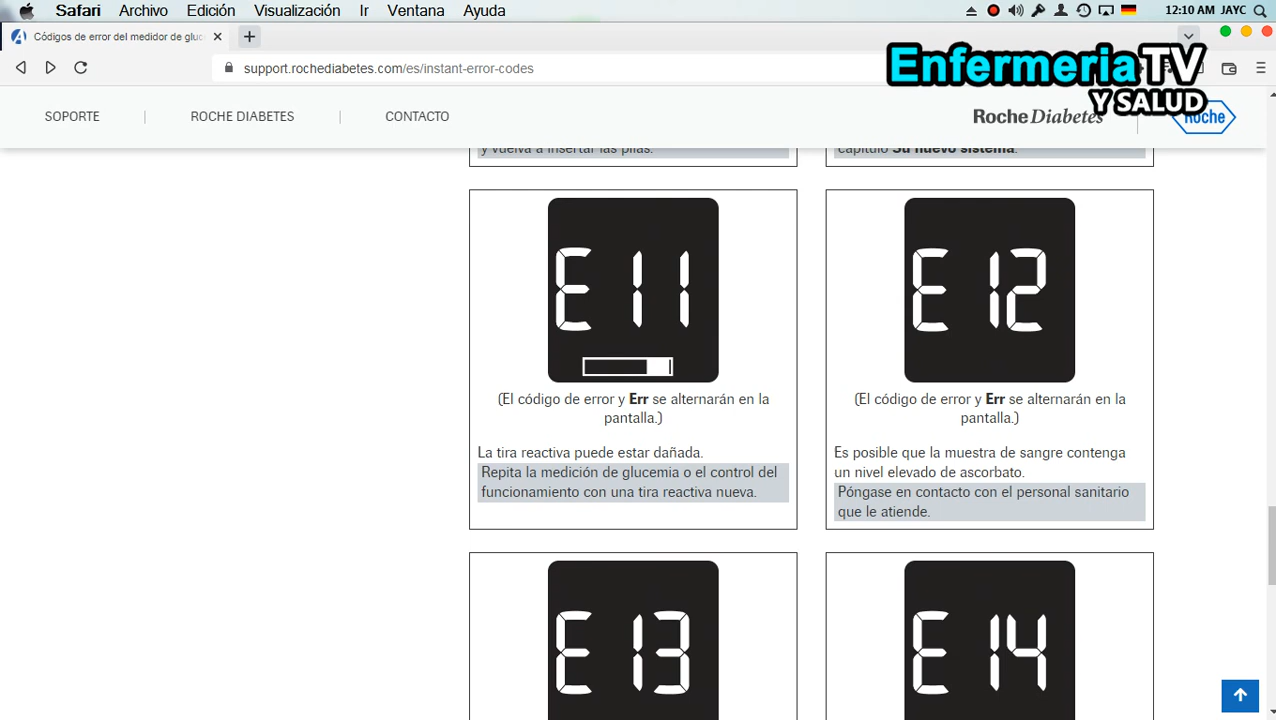 Safari Archivo Edición Visualización Ir Ventana Ayuda 12:10 AM JAYC
Códigos de error del medidor de gluc
support.rochediabetes.com/es/instant-error-codes
Enfermeria TV
Y SALUD
SOPORTE ROCHE DIABETES CONTACTO Roche Diabetes Roche
y vuelva a insertar las pilas.
capítulo Su nuevo sistema.
E 11
(El código de error y Err se alternarán en la
pantalla.)
La tira reactiva puede estar dañada.
Repita la medición de glucemia o el control del
funcionamiento con una tira reactiva nueva.
E 12
(El código de error y Err se alternarán en la
pantalla.)
Es posible que la muestra de sangre contenga
un nivel elevado de ascorbato.
Póngase en contacto con el personal sanitario
que le atiende.
E 13
E 14